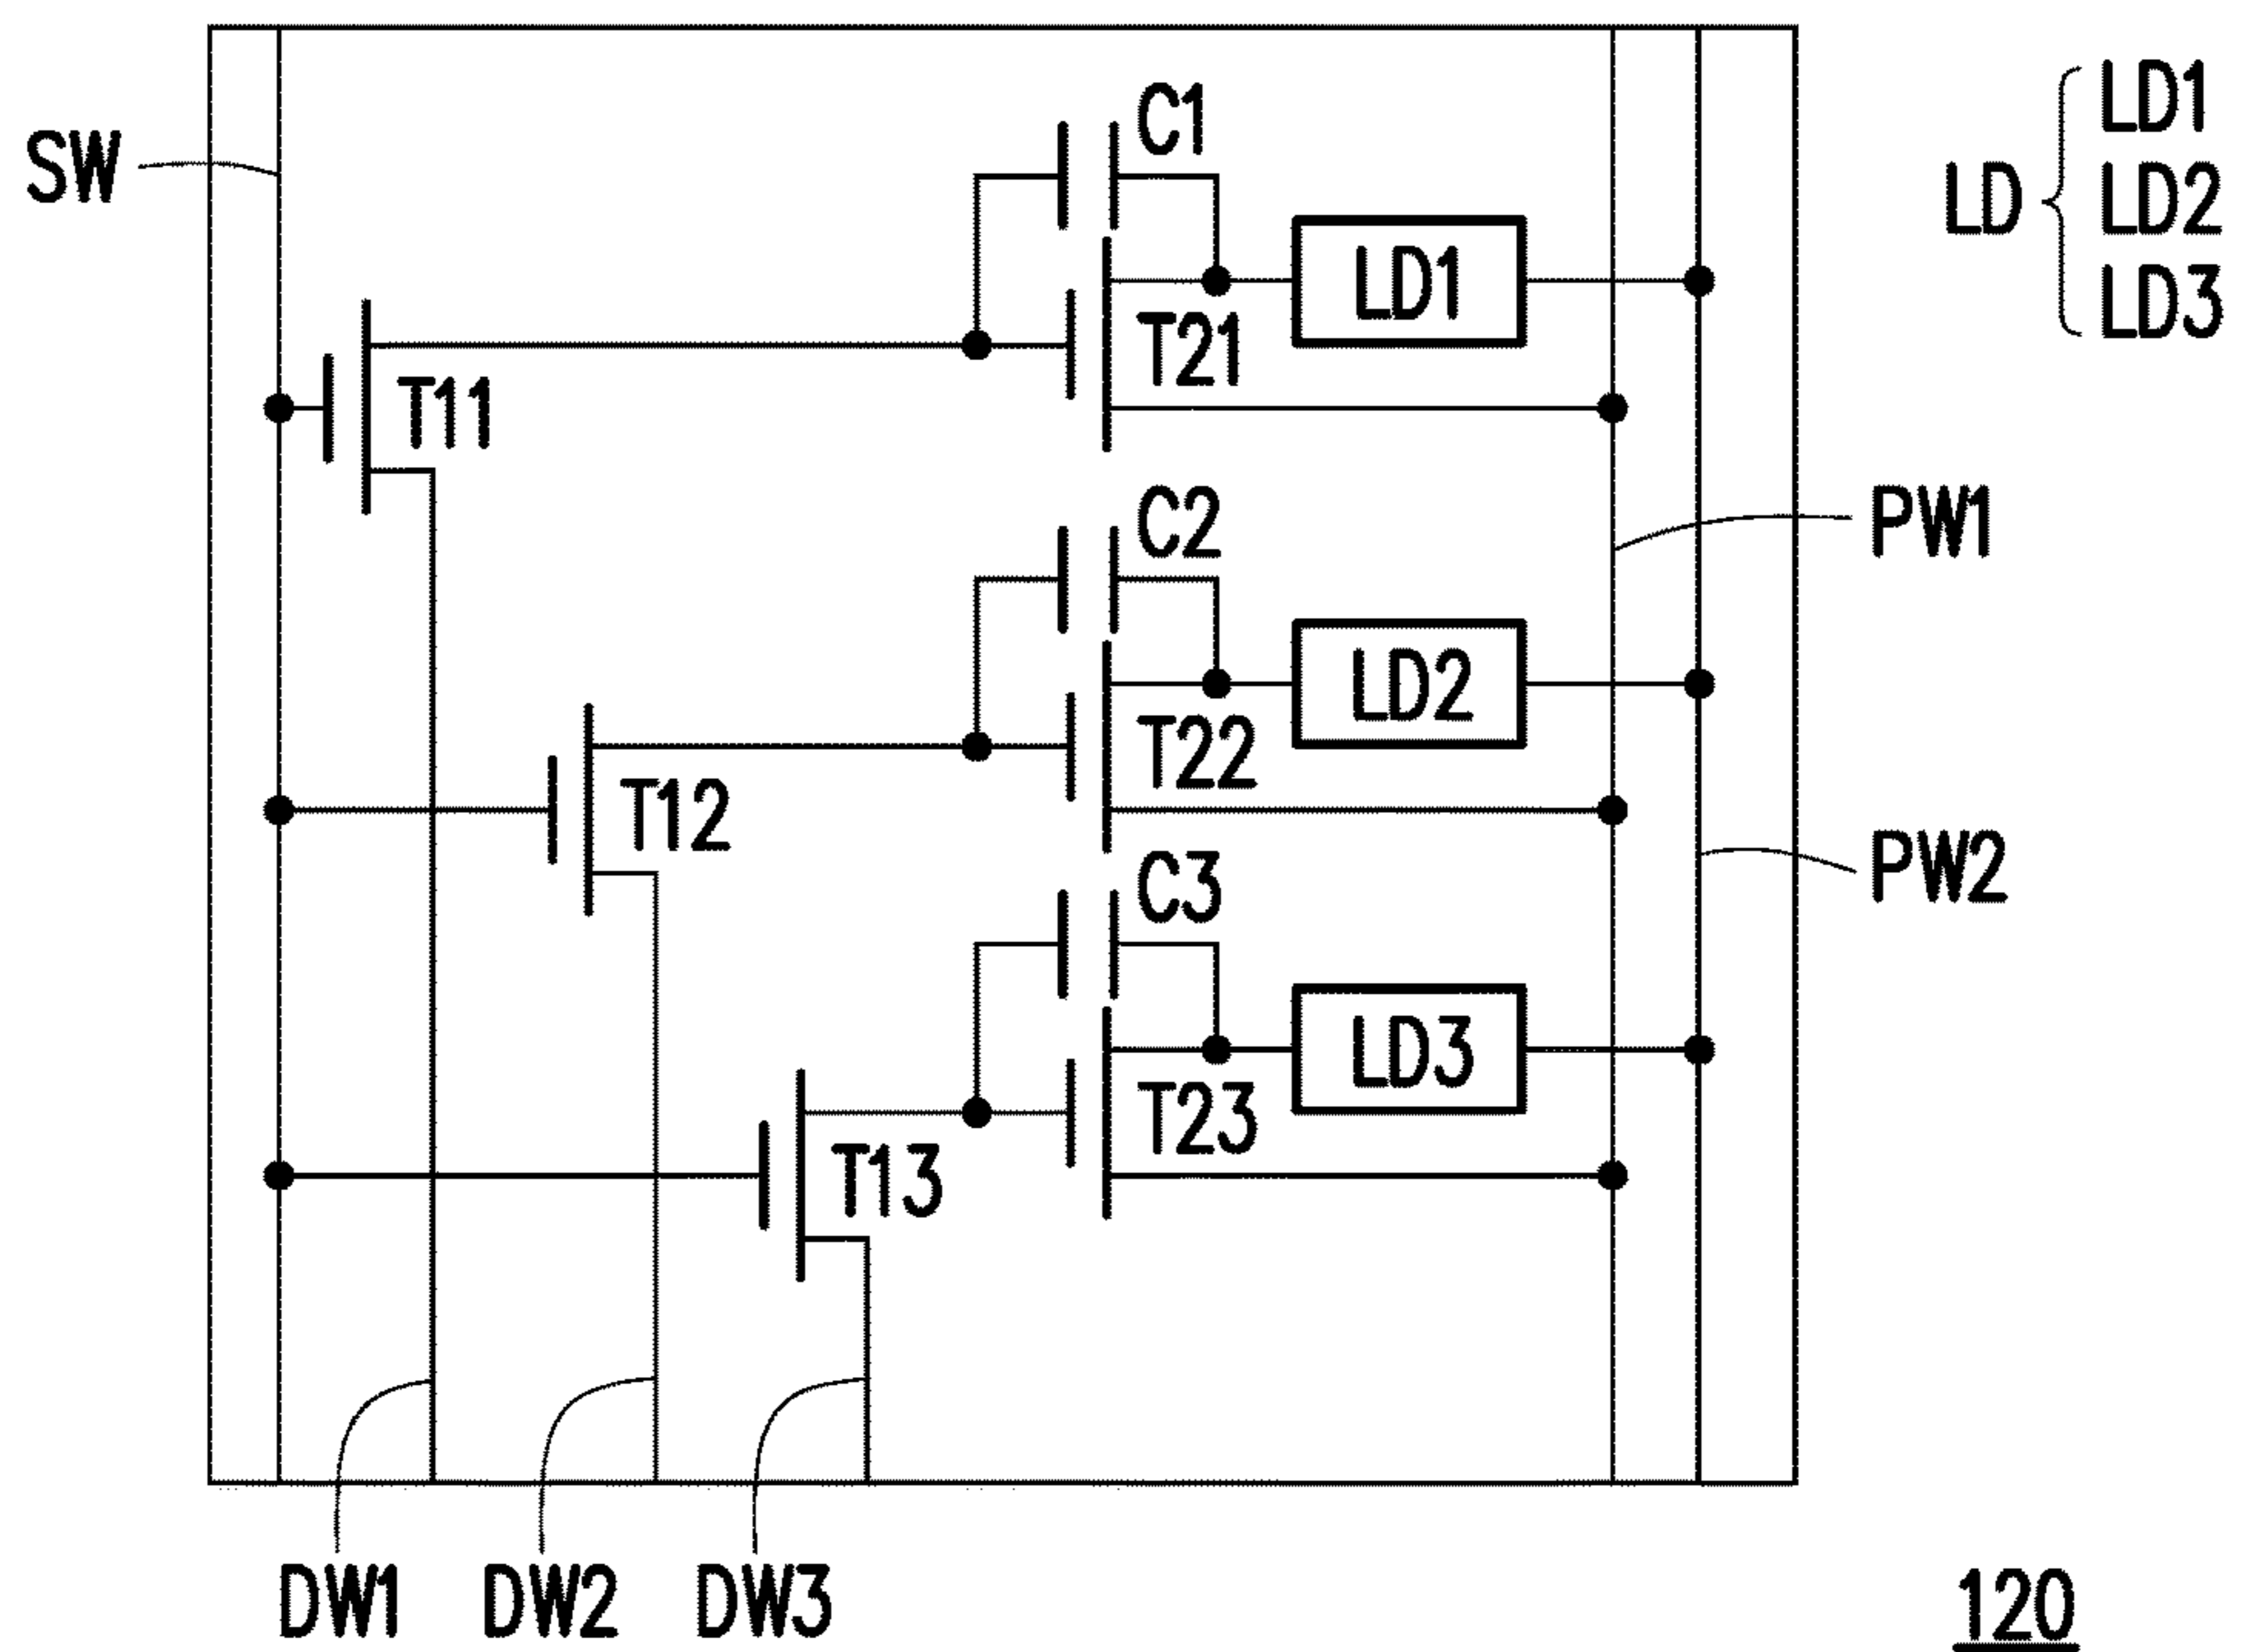 C1
LD1
SW
LD
LD2
LD1
LD3
T21
T11
C2
PW1
LD2
T22
T12
PW2
C3
LD3
T23
T13
DW1
DW2
DW3
120